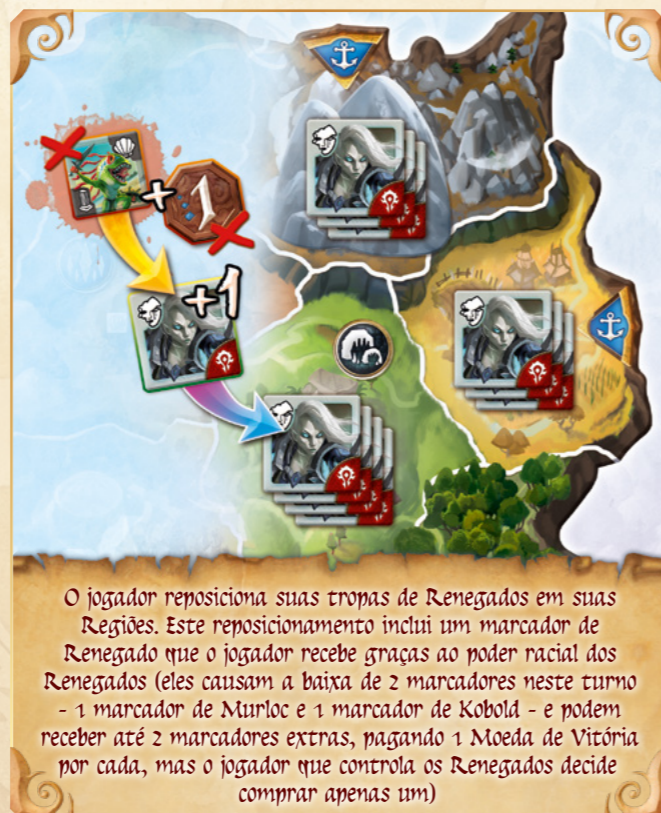 + 1
+1
O jogador reposiciona suas tropas de Renegados em suas
Regiões. Este reposicionamento inclui um marcador de
Renegado que o jogador recebe graças ao poder racial dos
Renegados (eles causam a baixa de 2 marcadores neste turno
- 1 marcador de Murloc e 1 marcador de Kobold - e podem
receber até 2 marcadores extras, pagando 1 Moeda de Vitória
por cada, mas o jogador que controla os Renegados decide
comprar apenas um)